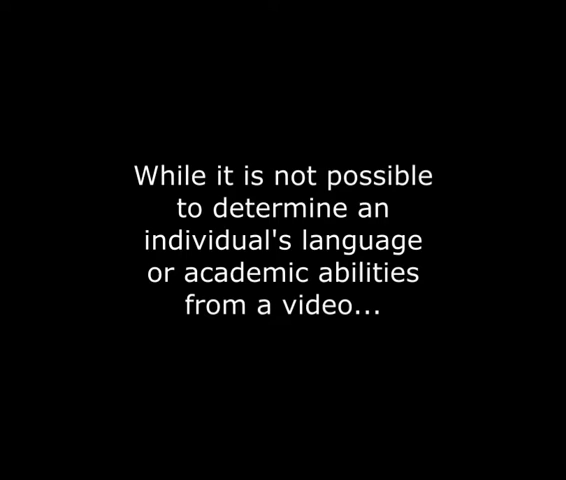 While it is not possible
to determine an
individual's language
or academic abilities
from a video...